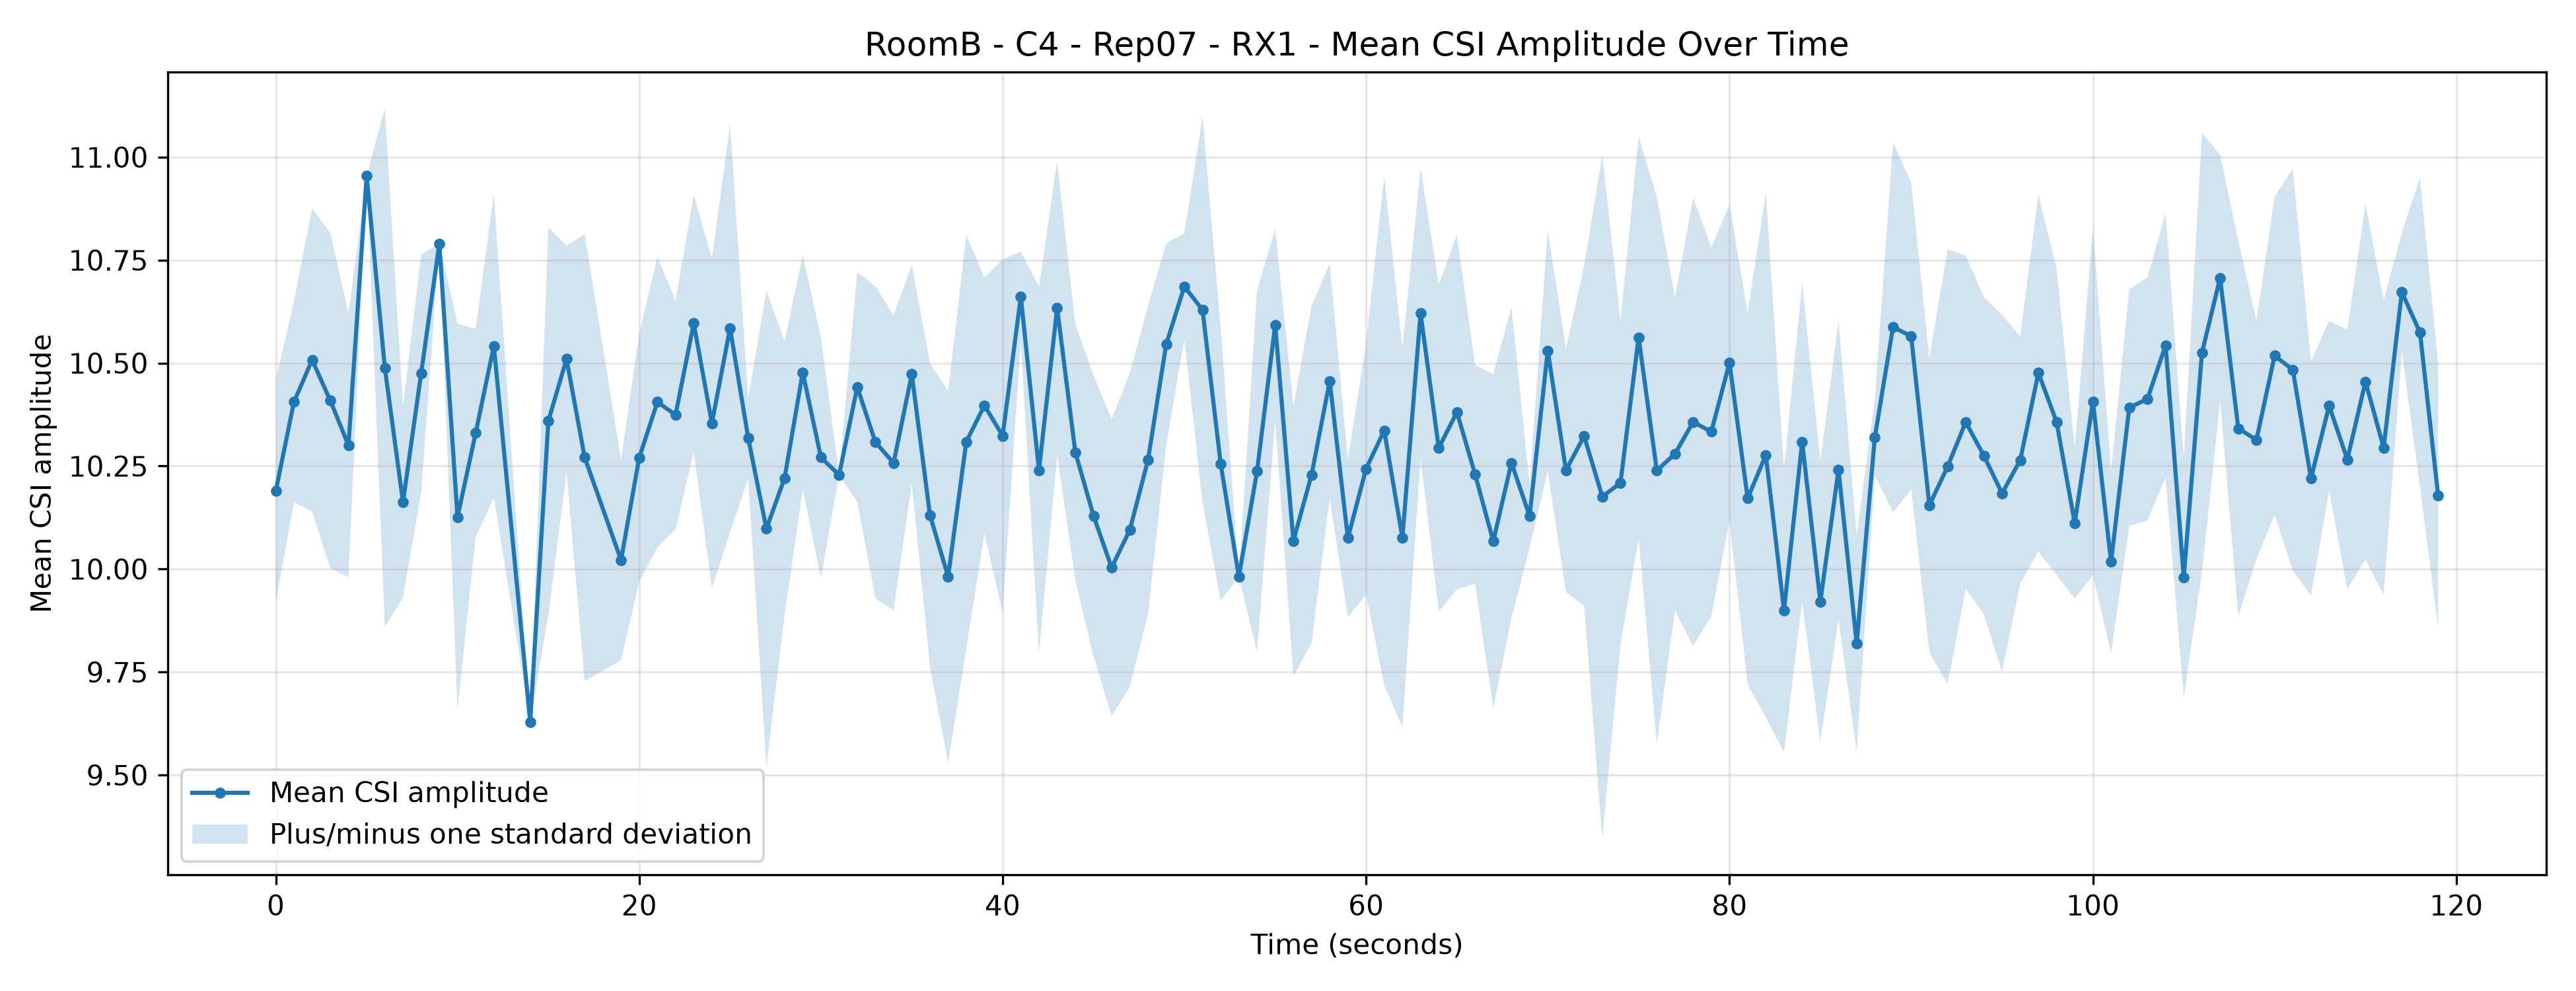 RoomB - C4 - Rep07 - RX1 - Mean CSI Amplitude Over Time
Mean CSI amplitude
11.00
10.75
10.50
10.25
10.00
9.75
9.50
Mean CSI amplitude
Plus/minus one standard deviation
0 20 40 60 80 100 120
Time (seconds)